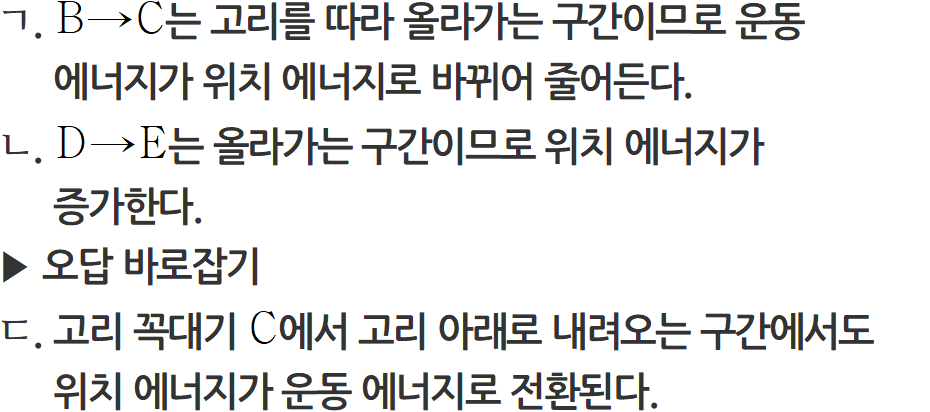 ㄱ. B→C는 고리를 따라 올라가는 구간이므로 운동
에너지가 위치 에너지로 바뀌어 줄어든다.
ㄴ. D→E는 올라가는 구간이므로 위치 에너지가
증가한다.
▶ 오답 바로잡기
ㄷ. 고리 꼭대기 C에서 고리 아래로 내려오는 구간에서도
위치 에너지가 운동 에너지로 전환된다.